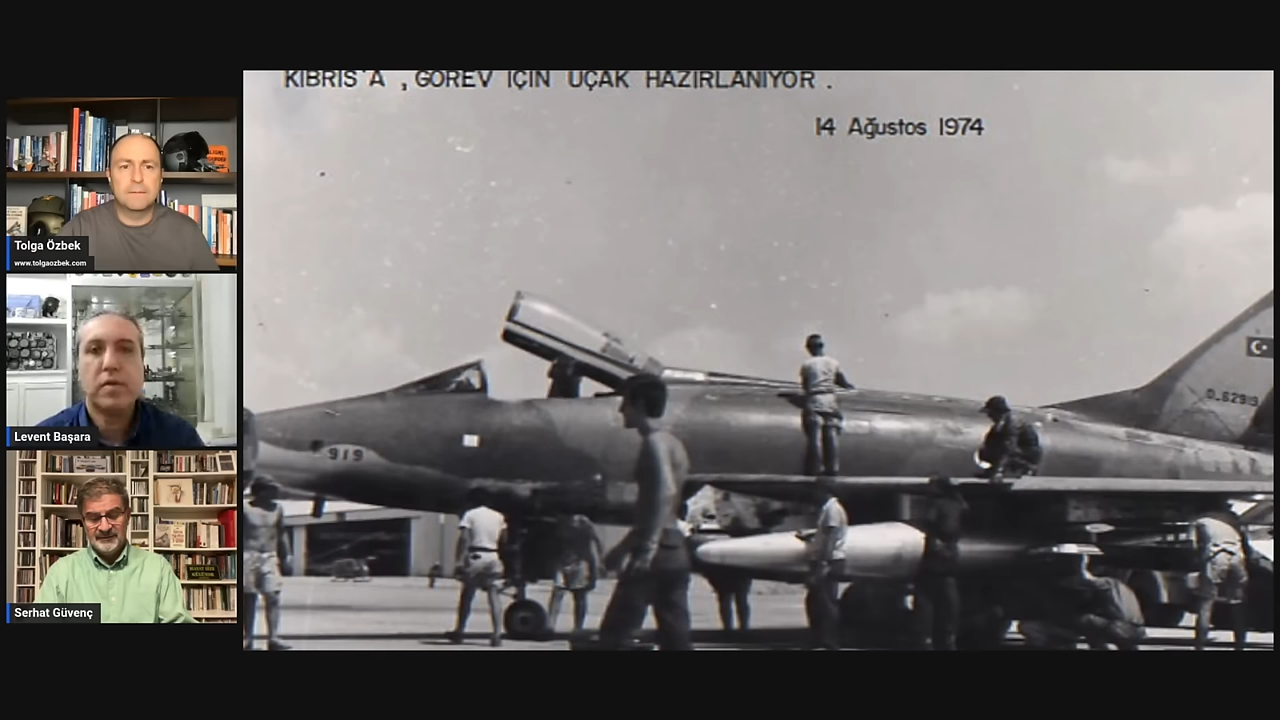 KIBRIS'A , GÖREV İÇİN UÇAK HAZIRLANIYOR .
14 Ağustos 1974
Tolga Özbek
www.tolgaozbek.com
Levent Başara
Serhat Güvenç
919
0-62919